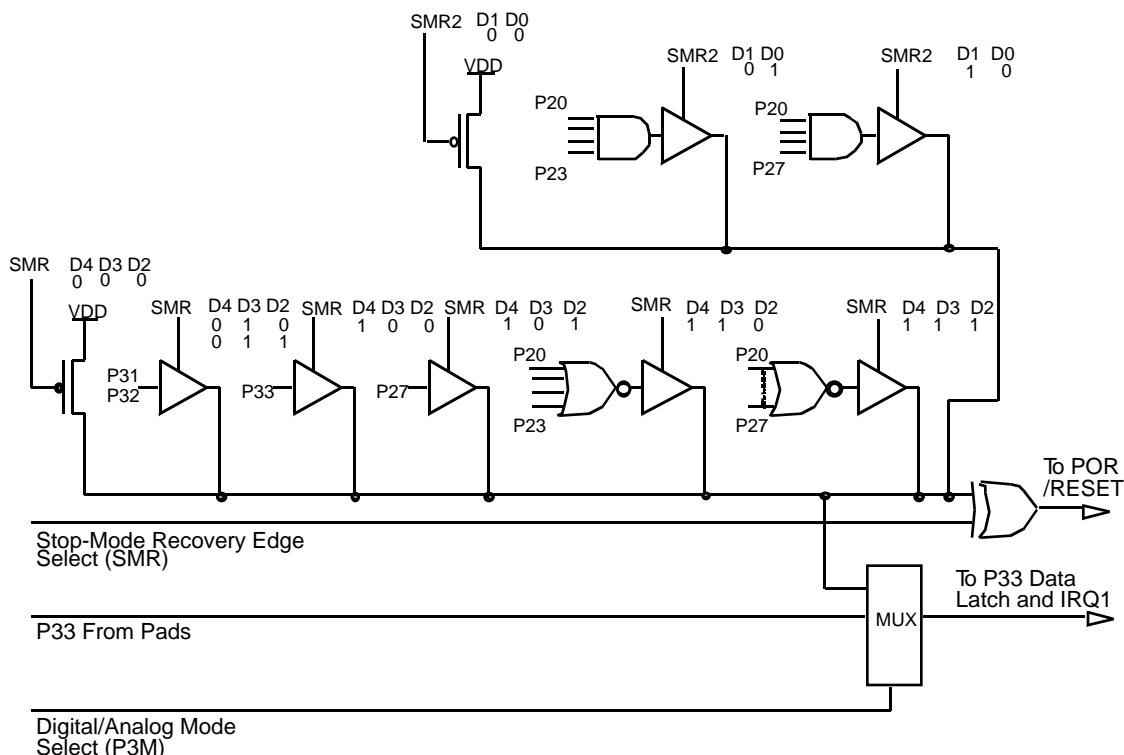 SMR2 D1 D0
0 0
VDD
SMR2 D1 D0
0 1
P20
P23
SMR2 D1 D0
1 0
P20
P27
SMR D4 D3 D2
0 0 0
VDD
SMR D4 D3 D2
0 1 0
0 1 1
P31
P32
SMR D4 D3 D2
1 0 0
P33
SMR D4 D3 D2
1 0 1
P27
SMR D4 D3 D2
1 1 0
P20
P23
SMR D4 D3 D2
1 1 1
P20
P27
To POR
/RESET
Stop-Mode Recovery Edge
Select (SMR)
To P33 Data
Latch and IRQ1
MUX
P33 From Pads
Digital/Analog Mode
Select (P3M)